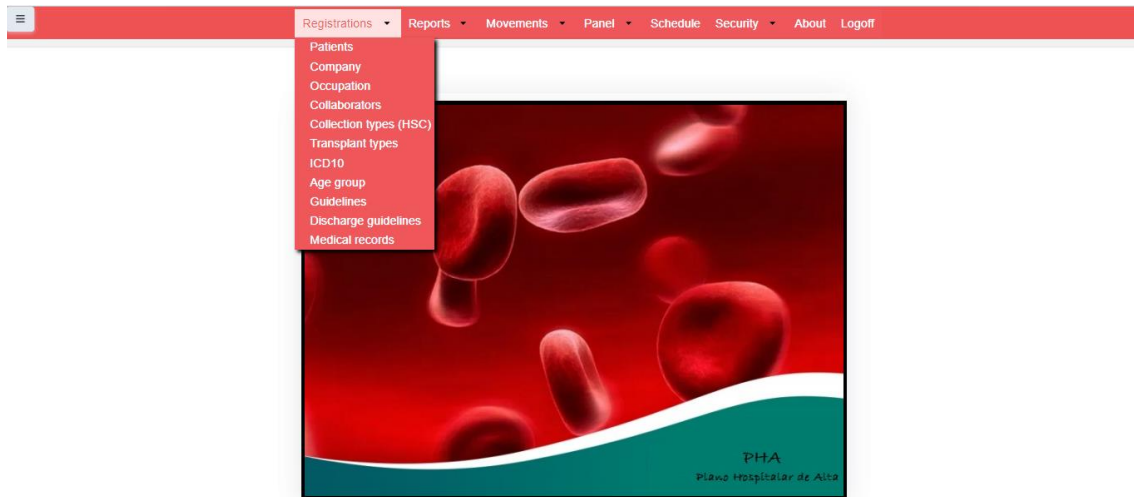 Registrations Reports Movements Panel Schedule Security About Logoff
Patients
Company
Occupation
Collaborators
Collection types (HSC)
Transplant types
ICD10
Age group
Guidelines
Discharge guidelines
Medical records
PHA
Plano Hospitalar de Alta